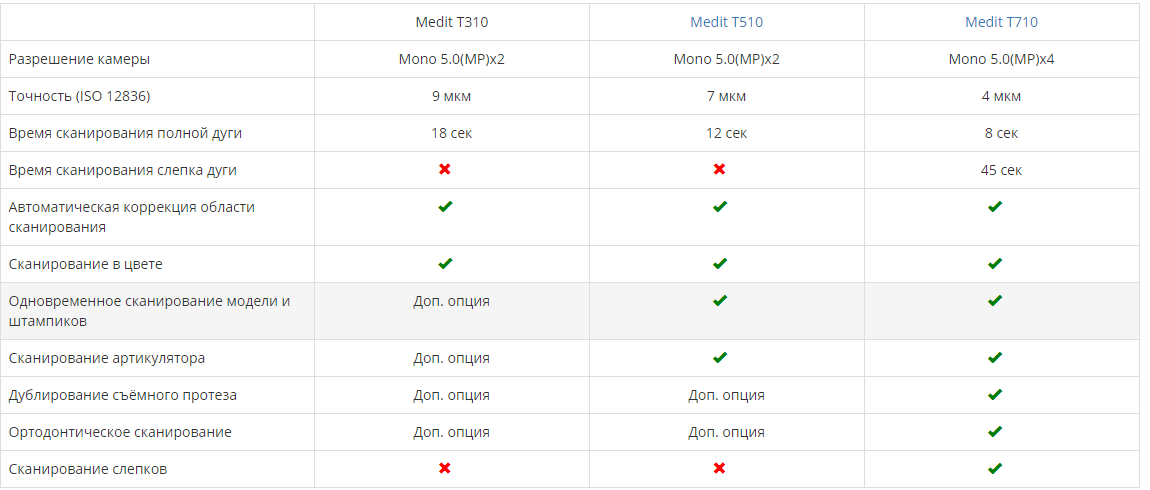 Medit T310 Medit T510 Medit T710
Разрешение камеры Mono 5.0(MP)x2 Mono 5.0(MP)x2 Mono 5.0(MP)x4
Точность (ISO 12836) 9 мкм 7 мкм 4 мкм
Время сканирования полной дуги 18 сек 12 сек 8 сек
Время сканирования слепка дуги ✖ ✖ 45 сек
Автоматическая коррекция области
сканирования ✔ ✔ ✔
Сканирование в цвете ✔ ✔ ✔
Одновременное сканирование модели и
штампиков Доп. опция ✔ ✔
Сканирование артикулятора Доп. опция ✔ ✔
Дублирование съёмного протеза Доп. опция Доп. опция ✔
Ортодонтическое сканирование Доп. опция Доп. опция ✔
Сканирование слепков ✖ ✖ ✔